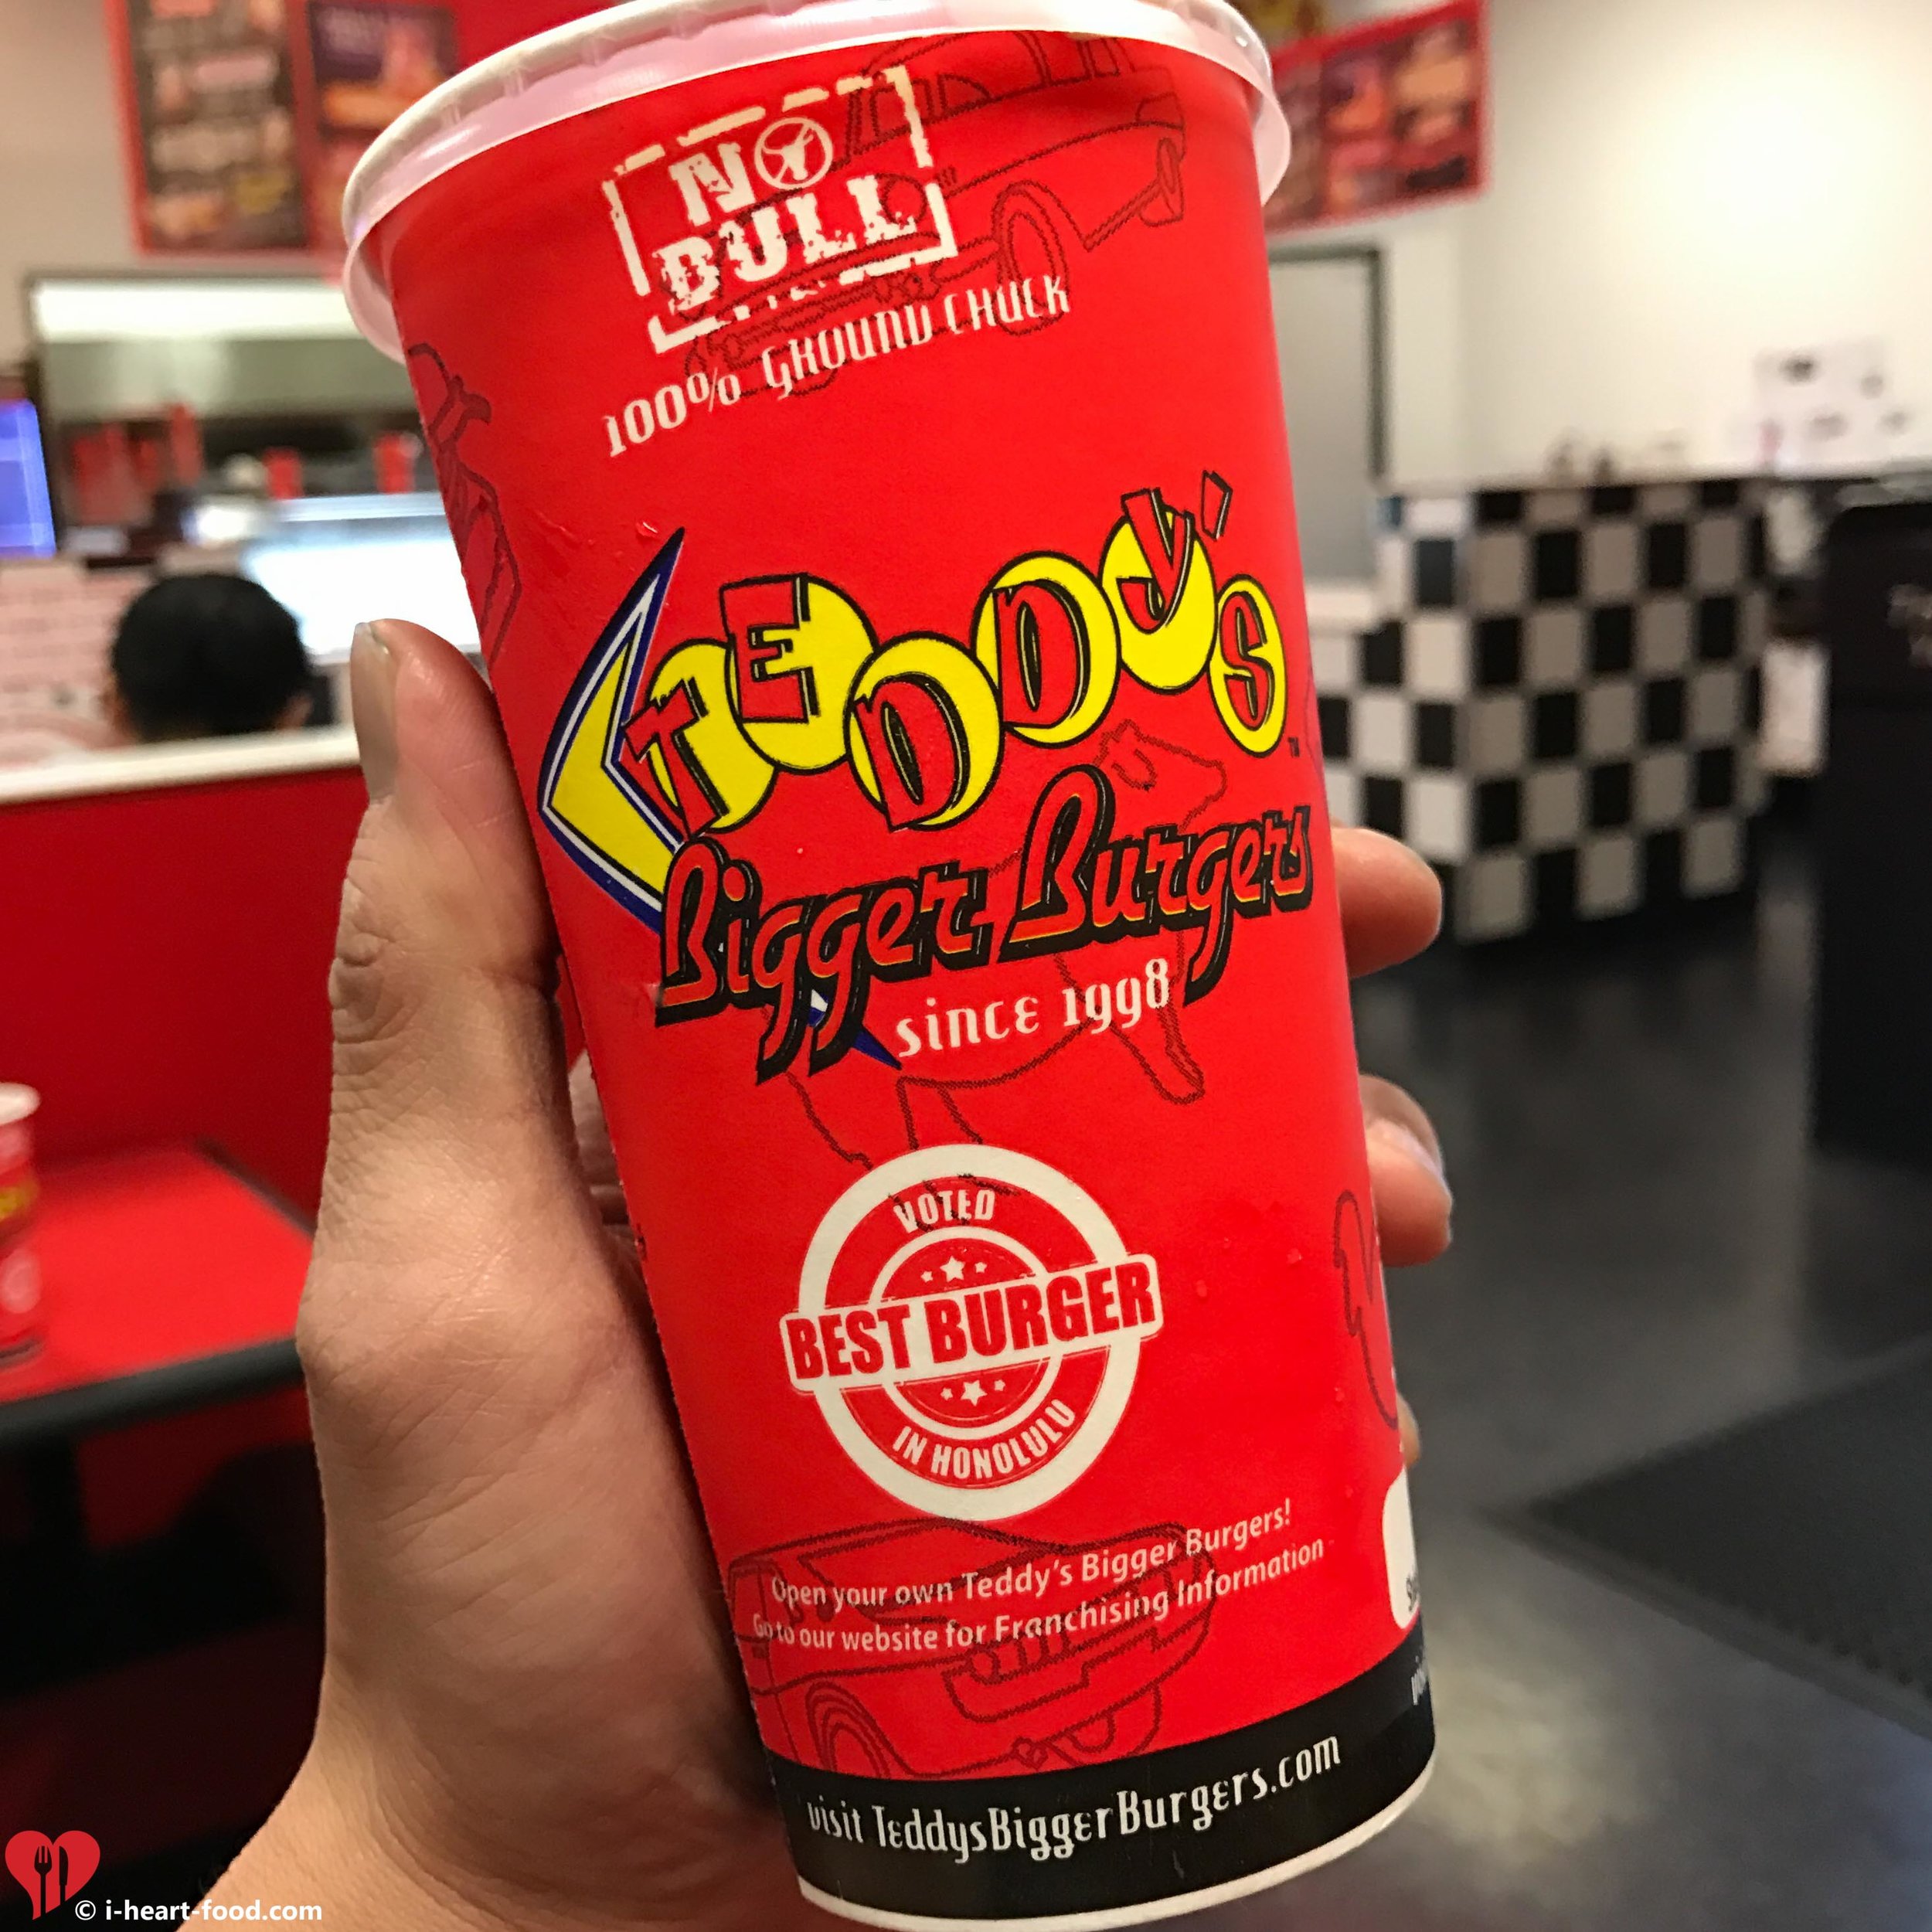 NO
BULL
100% GROUND CHUCK
TEDDY'S
TM
Bigger Burgers
since 1998
VOTED
BEST BURGER
IN HONOLULU
Open your own Teddy's Bigger Burgers!
Go to our website for Franchising Information
visit TeddysBiggerBurgers.com
© i-heart-food.com